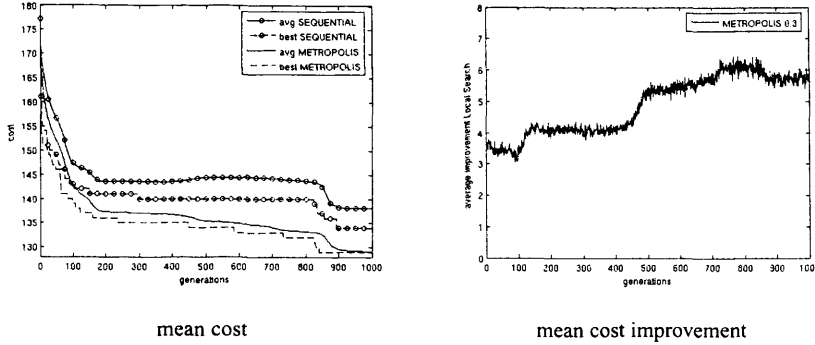 180
175
170
165
160
155
150
145
140
135
130
cost
0 100 200 300 400 500 600 700 800 900 1000
generations
avg SEQUENTIAL
best SEQUENTIAL
avg METROPOLIS
best METROPOLIS
mean cost
8
7
6
5
4
3
2
1
0
average improvement Local Search
0 100 200 300 400 500 600 700 800 900 100
generations
METROPOLIS 0.3
mean cost improvement